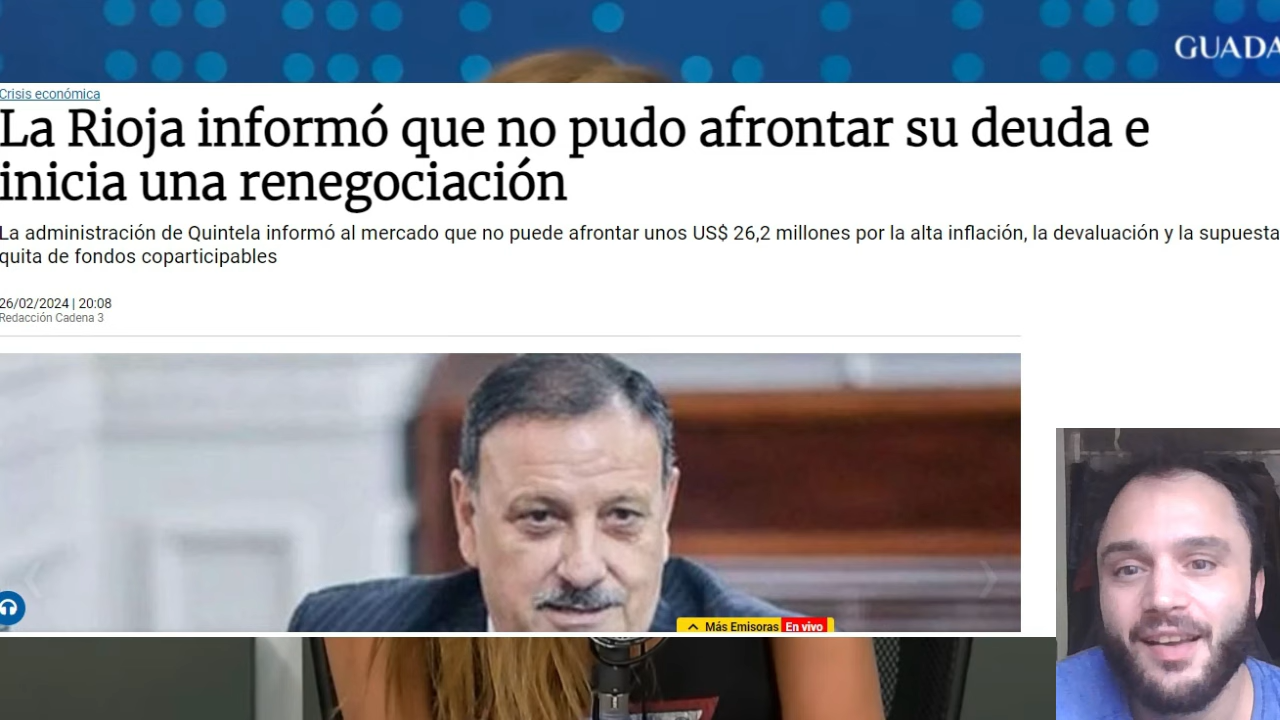 GUADA
Crisis económica
La Rioja informó que no pudo afrontar su deuda e
inicia una renegociación
La administración de Quintela informó al mercado que no puede afrontar unos US$ 26,2 millones por la alta inflación, la devaluación y la supuesta
quita de fondos coparticipables
26/02/2024 | 20:08
Redacción Cadena 3
Más Emisoras En vivo